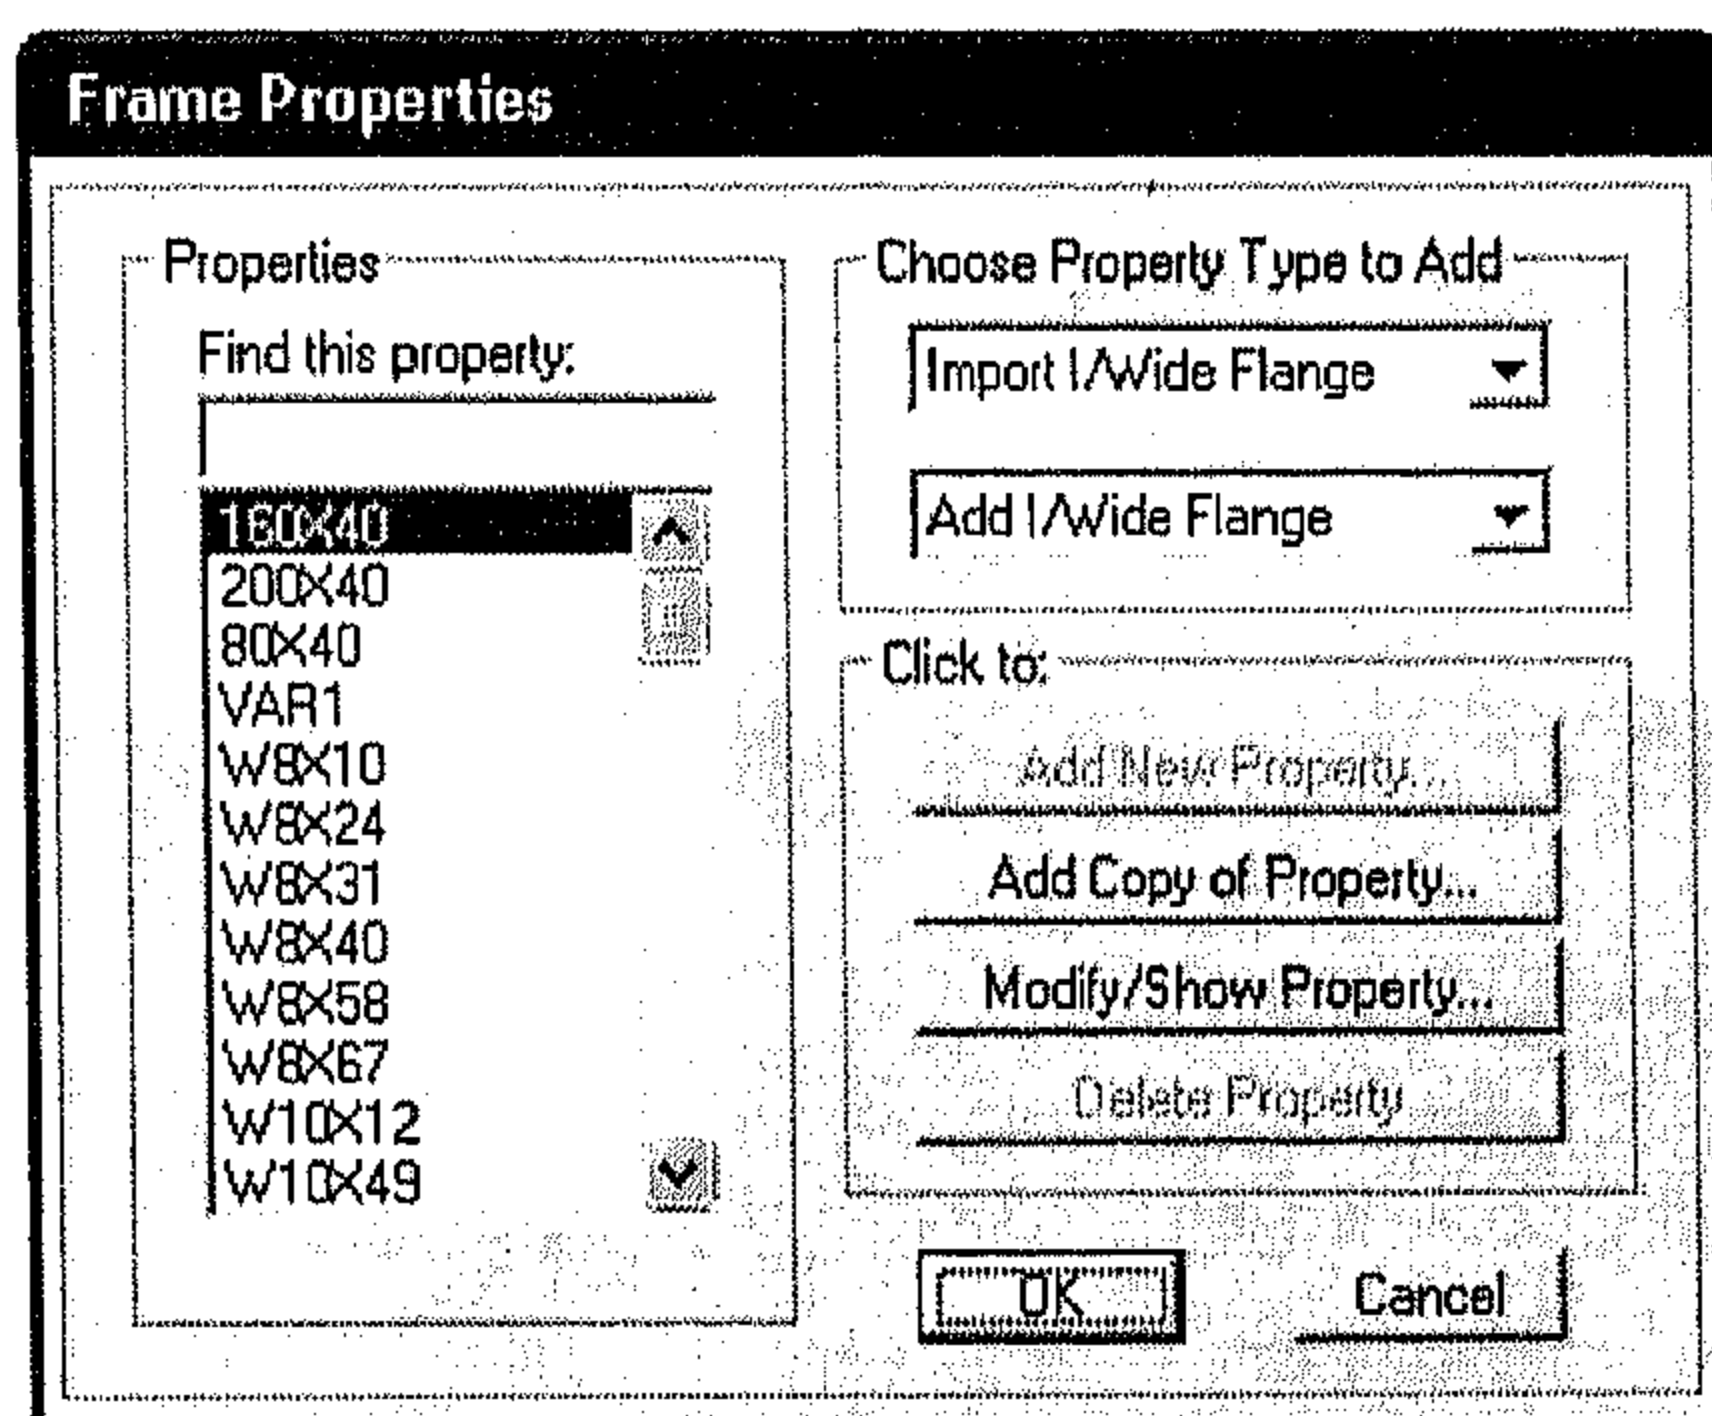 Frame Properties
Properties
Find this property:
160X40
200X40
80X40
VAR1
W8X10
W8X24
W8X31
W8X40
W8X58
W8X67
W10X12
W10X49
Choose Property Type to Add
Import I/Wide Flange
Add I/Wide Flange
Click to:
Add New Property...
Add Copy of Property...
Modify/Show Property...
Delete Property
OK
Cancel